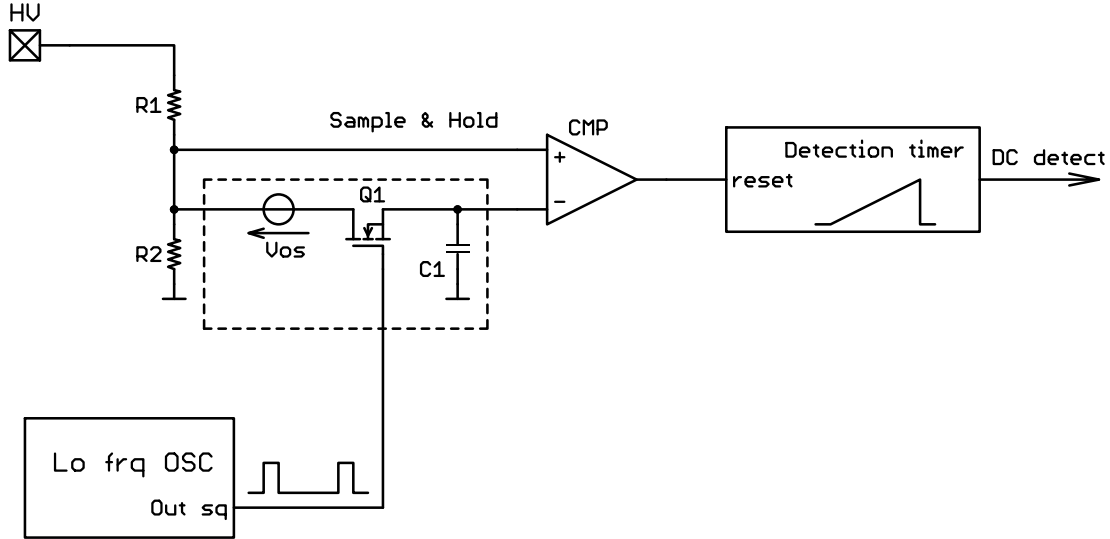 HV
R1
Sample & Hold
CMP
+
Detection timer
DC detect
reset
Q1
–
R2
Vos
C1
Lo frq OSC
Out sq